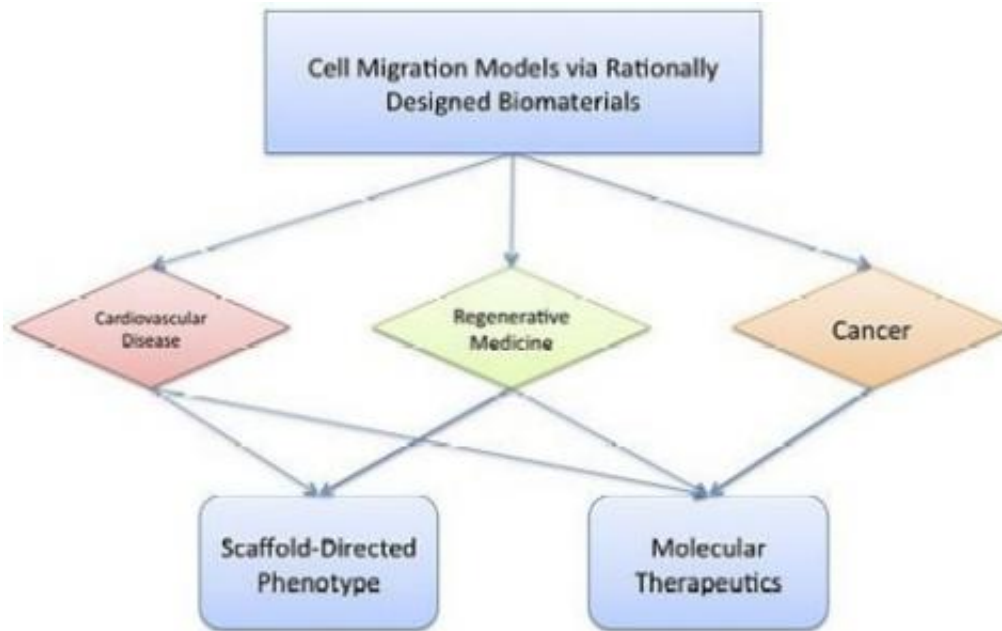 Cell Migration Models via Rationally
Designed Biomaterials
Cardiovascular
Disease
Regenerative
Medicine
Cancer
Scaffold-Directed
Phenotype
Molecular
Therapeutics